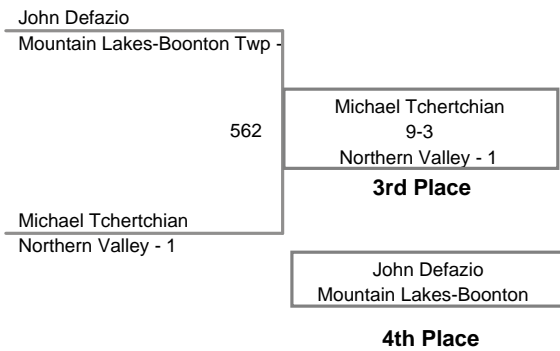 John Defazio
Mountain Lakes-Boonton Twp -
562
Michael Tchertchian
9-3
Northern Valley - 1
3rd Place
Michael Tchertchian
Northern Valley - 1
John Defazio
Mountain Lakes-Boonton
4th Place